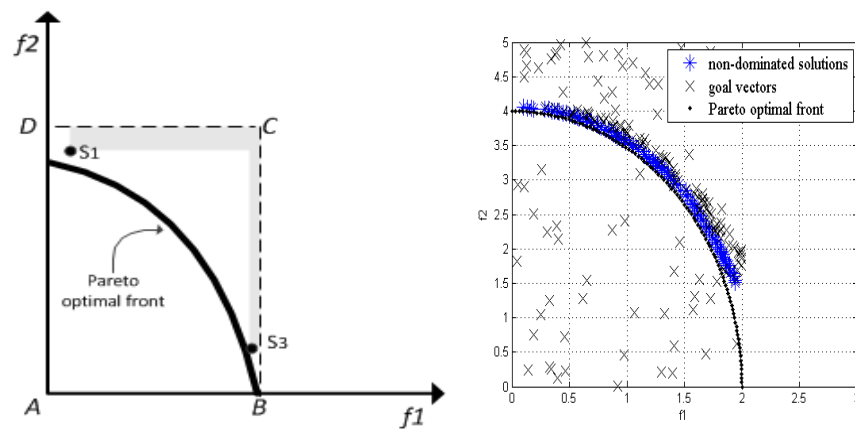 f2
D
C
S1
Pareto
optimal front
S3
A
B
f1
non-dominated solutions
goal vectors
Pareto optimal front
5
4.5
4
3.5
3
2.5
2
1.5
1
0.5
0
f2
0
0.5
1
1.5
2
2.5
3
f1